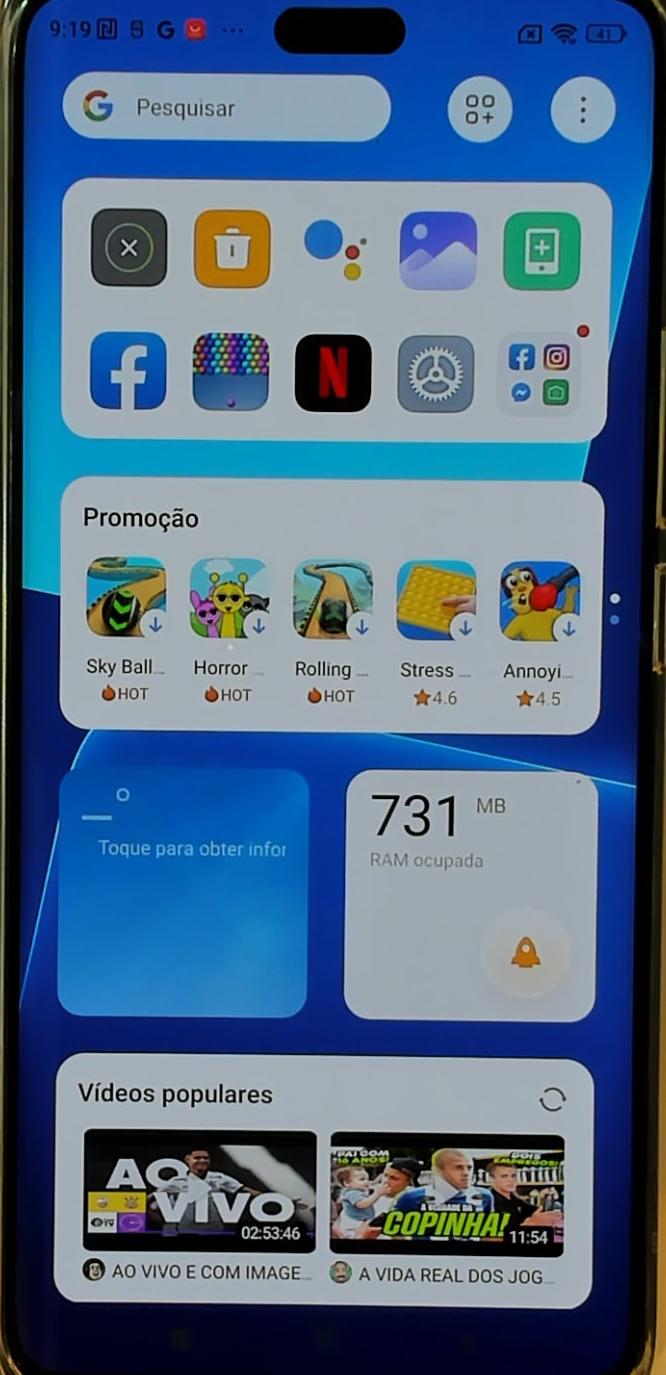 9:19
41
Pesquisar
Promoção
Sky Ball...
HOT
Horror ...
HOT
Rolling ...
HOT
Stress ...
4.6
Annoyi...
4.5
Toque para obter infor
731 MB
RAM ocupada
Vídeos populares
AO
VIVO
02:53:46
PAI COM
16 ANOS!
DOIS
EMPREGOS!
A VERDADE DA
COPINHA!
11:54
AO VIVO E COM IMAGE...
A VIDA REAL DOS JOG...